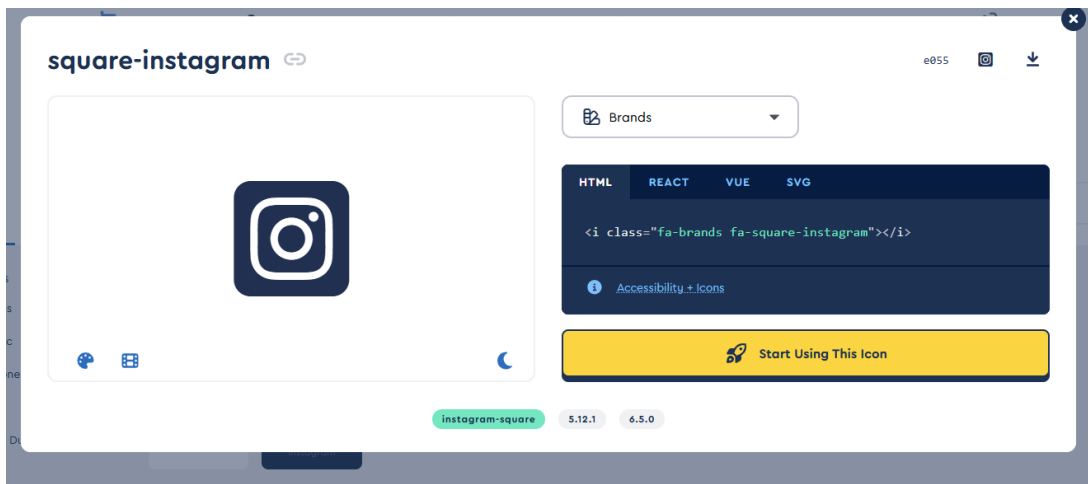 square-instagram
e055
Brands
HTML REACT VUE SVG
<i class="fa-brands fa-square-instagram"></i>
Accessibility + Icons
Start Using This Icon
instagram-square 5.12.1 6.5.0
instagram